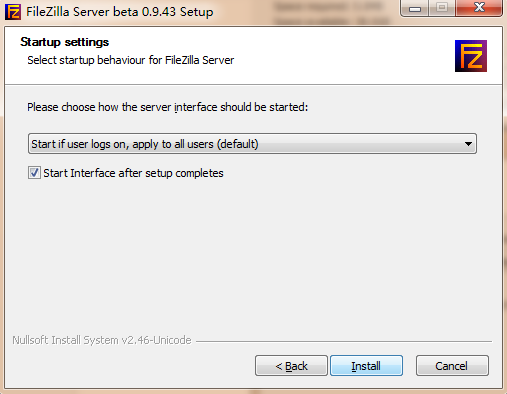 FileZilla Server beta 0.9.43 Setup
Startup settings
Select startup behaviour for FileZilla Server
FZ
Please choose how the server interface should be started:
Start if user logs on, apply to all users (default)
Start Interface after setup completes
Nullsoft Install System v2.46-Unicode
< Back
Install
Cancel